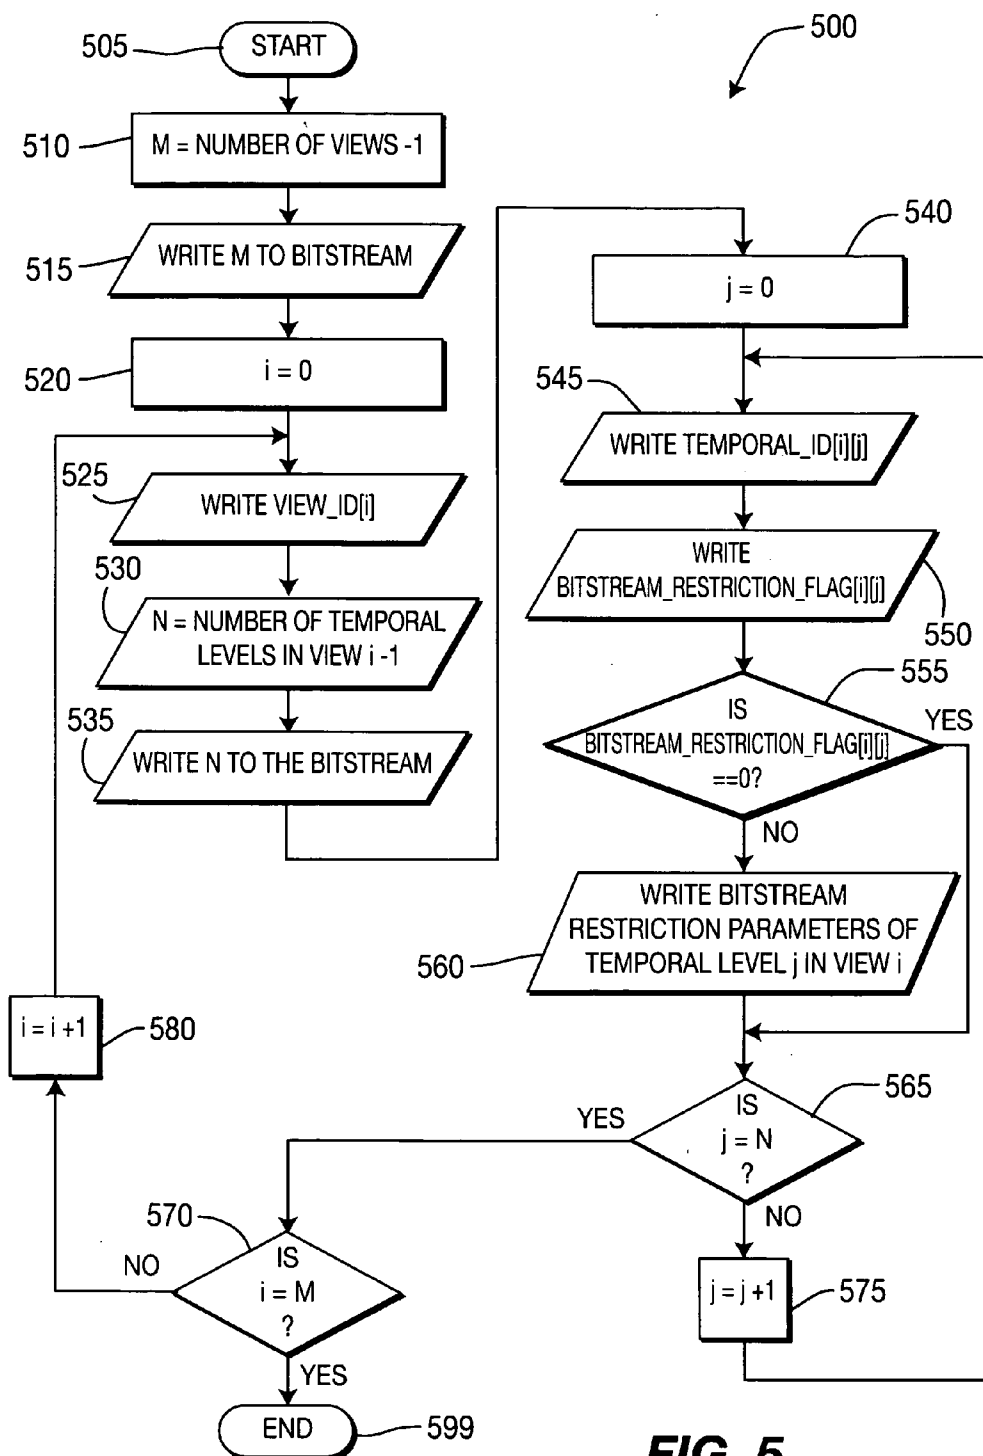 505
START
500
510
M = NUMBER OF VIEWS -1
515
WRITE M TO BITSTREAM
520
i = 0
525
WRITE VIEW_ID[i]
530
N = NUMBER OF TEMPORAL
LEVELS IN VIEW i -1
535
WRITE N TO THE BITSTREAM
540
j = 0
545
WRITE TEMPORAL_ID[i][j]
WRITE
BITSTREAM_RESTRICTION_FLAG[i][j]
550
555
IS
BITSTREAM_RESTRICTION_FLAG[i][j]
==0?
YES
NO
560
WRITE BITSTREAM
RESTRICTION PARAMETERS OF
TEMPORAL LEVEL j IN VIEW i
565
IS
j = N
?
YES
NO
j = j +1
575
570
IS
i = M
?
NO
YES
i = i +1
580
END
599
FIG. 5